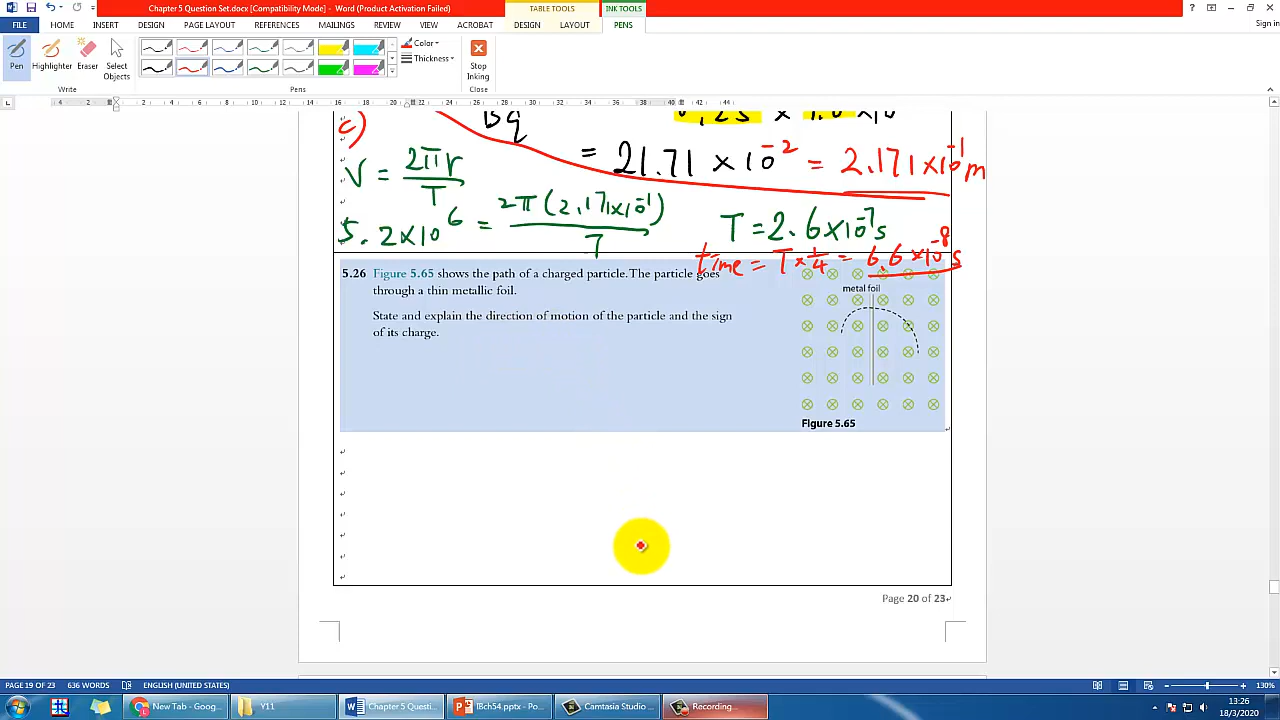 Chapter 5 Question Set.docx [Compatibility Mode] - Word (Product Activation Failed)
TABLE TOOLS
INK TOOLS
FILE HOME INSERT DESIGN PAGE LAYOUT REFERENCES MAILINGS REVIEW VIEW ACROBAT DESIGN LAYOUT PENS
Sign in
Pen
Highlighter
Eraser
Select Objects
Color
Thickness
Stop Inking
Write
Pens
Close
c)
Bq
= 21.71 × 10⁻² = 2.171×10⁻¹ m
V = 2πr / T
5.2×10⁶ = 2π(2.171×10⁻¹) / T
T = 2.6×10⁻⁷ s
time = T × 1/4 = 6.6×10⁻⁸ s
5.26 Figure 5.65 shows the path of a charged particle. The particle goes
through a thin metallic foil.
State and explain the direction of motion of the particle and the sign
of its charge.
metal foil
Figure 5.65
Page 20 of 23
PAGE 19 OF 23 636 WORDS ENGLISH (UNITED STATES)
130%
New Tab - Goog...
Y11
Chapter 5 Questi...
IBch54.pptx - Po...
Camtasia Studio ...
Recording...
13:26
18/3/2020